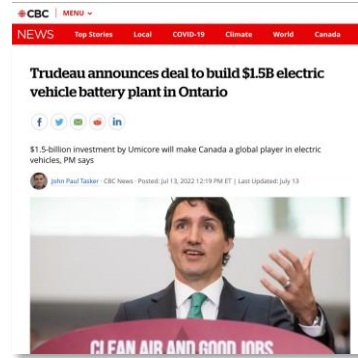 CBC MENU
NEWS Top Stories Local COVID-19 Climate World Canada
Trudeau announces deal to build $1.5B electric
vehicle battery plant in Ontario
$1.5-billion investment by Umicore will make Canada a global player in electric
vehicles, PM says
John Paul Tasker · CBC News · Posted: Jul 13, 2022 12:19 PM ET | Last Updated: July 13
CLEAN AIR AND GOOD JOBS